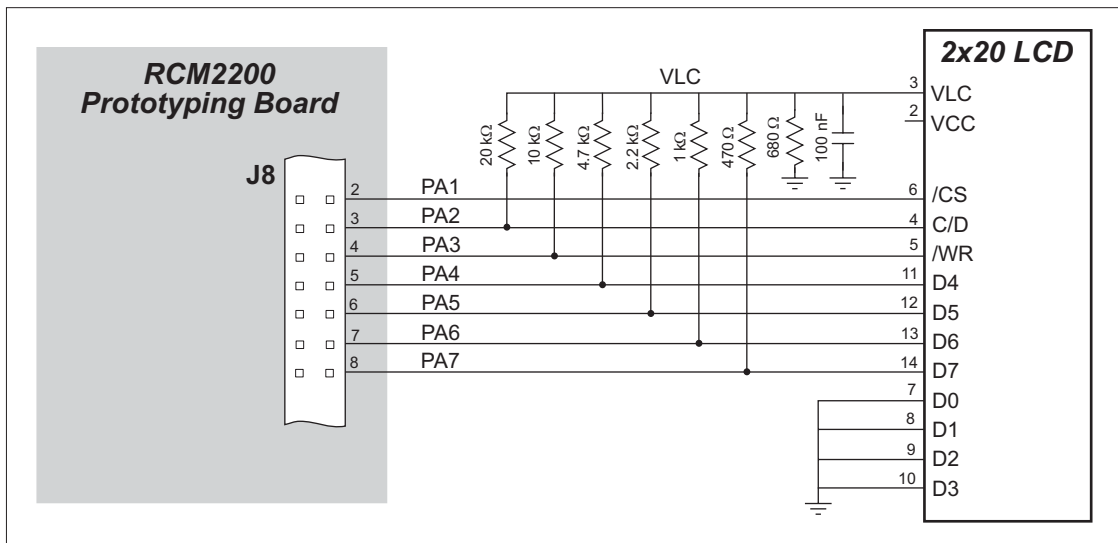 RCM2200
Prototyping Board
2x20 LCD
VLC
3
VLC
2
VCC
20 kΩ
10 kΩ
4.7 kΩ
2.2 kΩ
1 kΩ
470 Ω
680 Ω
100 nF
J8
2
PA1
6
/CS
3
PA2
4
C/D
4
PA3
5
/WR
5
PA4
11
D4
6
PA5
12
D5
7
PA6
13
D6
8
PA7
14
D7
7
D0
8
D1
9
D2
10
D3